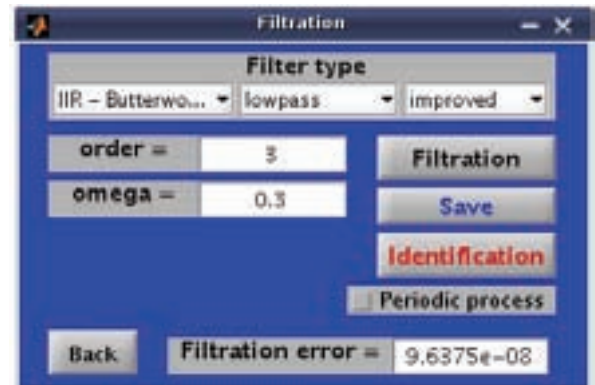 Filtration
Filter type
IIR – Butterwo... lowpass improved
order = 3 Filtration
omega = 0.3 Save
Identification
Periodic process
Back Filtration error = 9.6375e–08